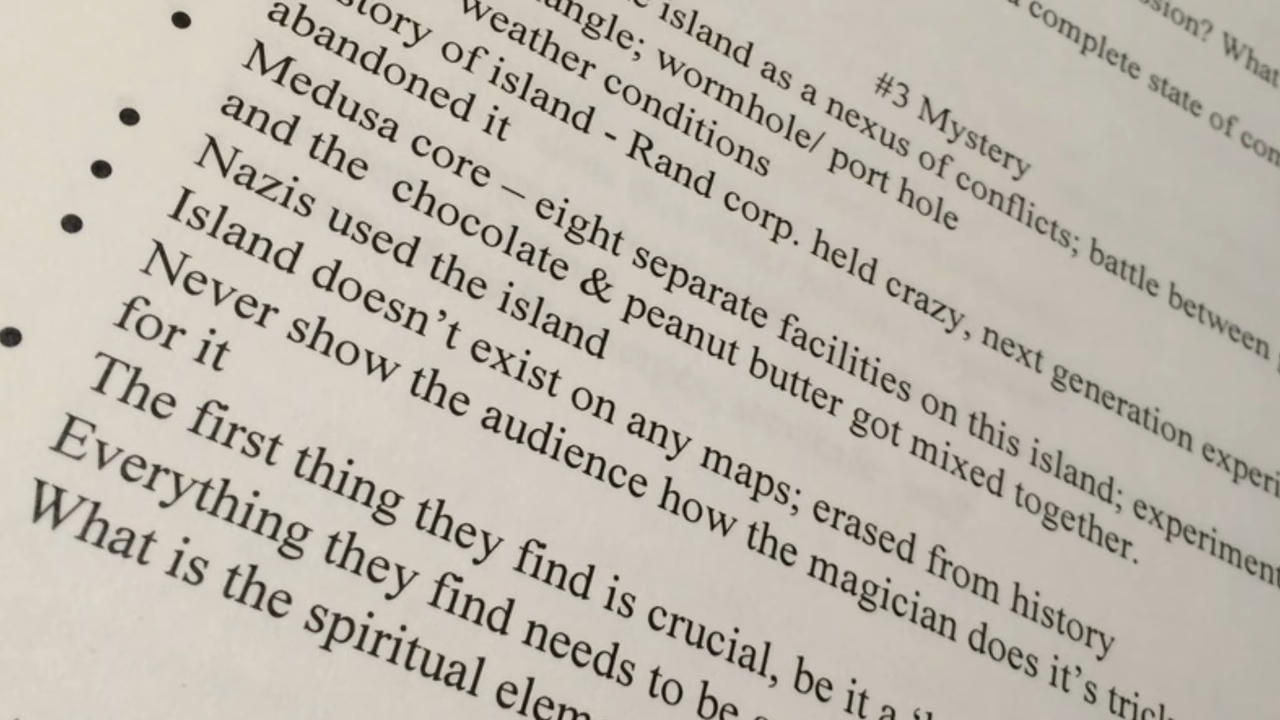 What
complete state of
#3 Mystery
island as a nexus of conflicts; battle between
angle; wormhole/ port hole
weather conditions
story of island - Rand corp. held crazy, next generation experi
abandoned it
Medusa core – eight separate facilities on this island; experiment
and the chocolate & peanut butter got mixed together.
Nazis used the island
Island doesn't exist on any maps; erased from history
Never show the audience how the magician does it's trick
for it
The first thing they find is crucial, be it a
Everything they find needs to be
What is the spiritual elem